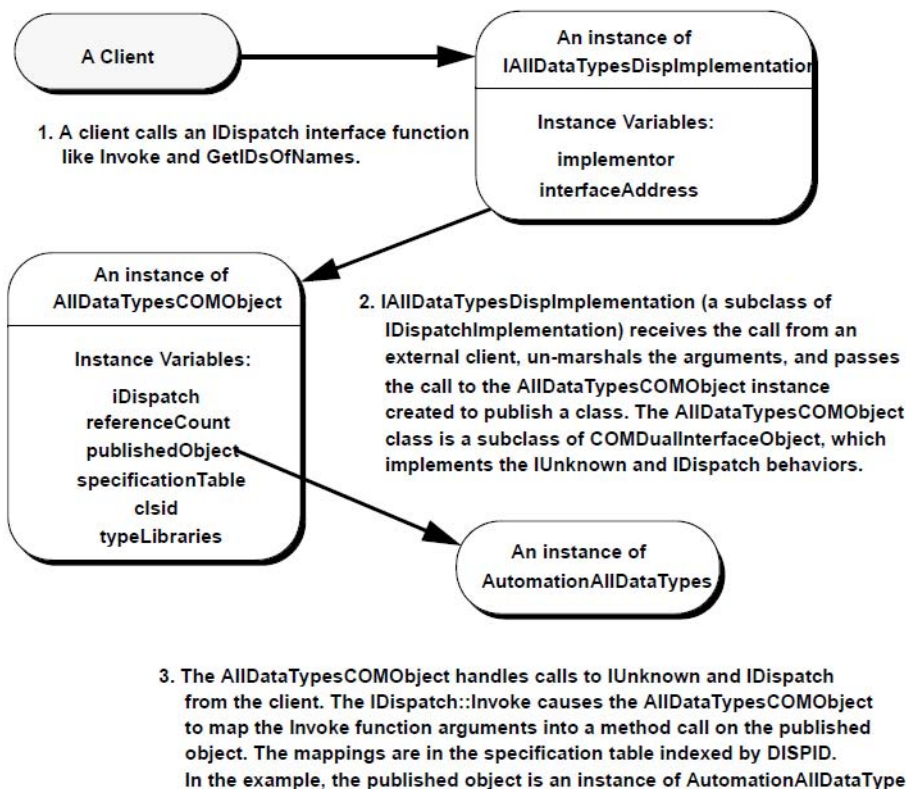 A Client
An instance of
IAllDataTypesDispImplementation
Instance Variables:
implementor
interfaceAddress
1. A client calls an IDispatch interface function
like Invoke and GetIDsOfNames.
An instance of
AllDataTypesCOMObject
Instance Variables:
iDispatch
referenceCount
publishedObject
specificationTable
clsid
typeLibraries
2. IAllDataTypesDispImplementation (a subclass of
IDispatchImplementation) receives the call from an
external client, un-marshals the arguments, and passes
the call to the AllDataTypesCOMObject instance
created to publish a class. The AllDataTypesCOMObject
class is a subclass of COMDualInterfaceObject, which
implements the IUnknown and IDispatch behaviors.
An instance of
AutomationAllDataTypes
3. The AllDataTypesCOMObject handles calls to IUnknown and IDispatch
from the client. The IDispatch::Invoke causes the AllDataTypesCOMObject
to map the Invoke function arguments into a method call on the published
object. The mappings are in the specification table indexed by DISPID.
In the example, the published object is an instance of AutomationAllDataType